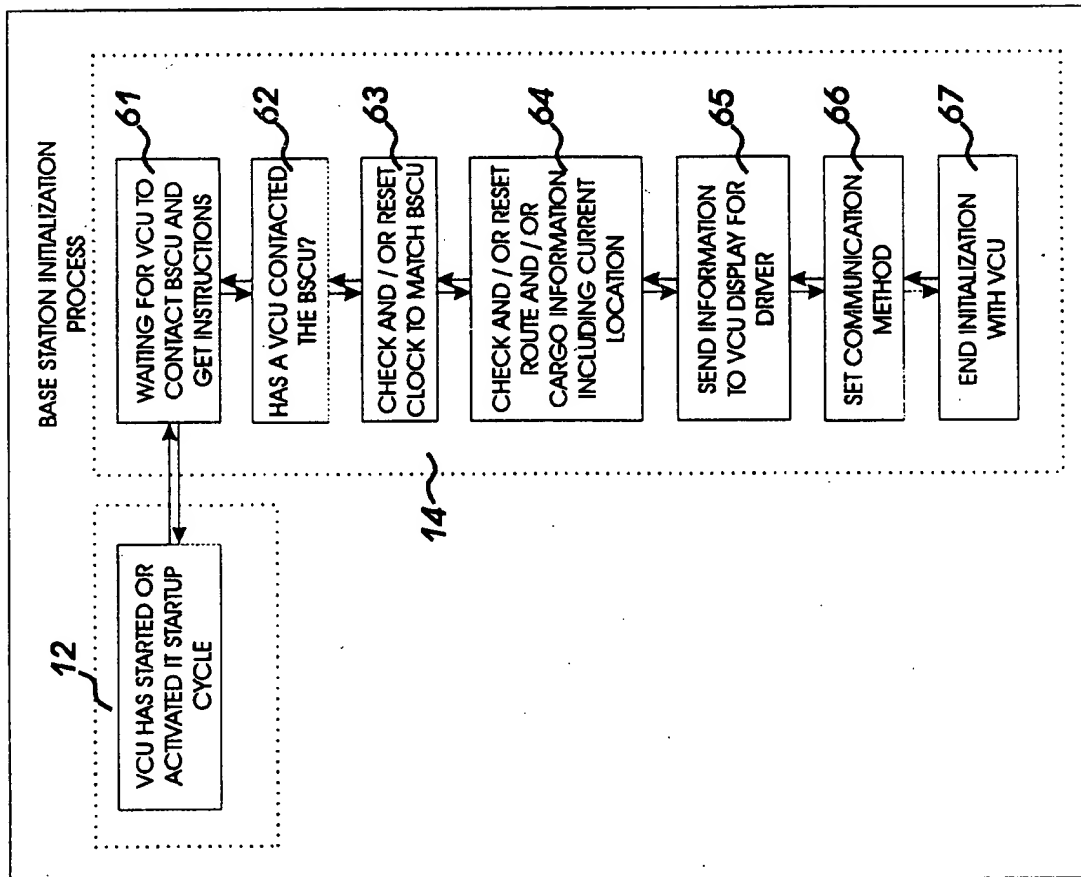 BASE STATION INITIALIZATION
PROCESS
12
VCU HAS STARTED OR
ACTIVATED IT STARTUP
CYCLE
14
61
WAITING FOR VCU TO
CONTACT BSCU AND
GET INSTRUCTIONS
62
HAS A VCU CONTACTED
THE BSCU?
63
CHECK AND / OR RESET
CLOCK TO MATCH BSCU
64
CHECK AND / OR RESET
ROUTE AND / OR
CARGO INFORMATION
INCLUDING CURRENT
LOCATION
65
SEND INFORMATION
TO VCU DISPLAY FOR
DRIVER
66
SET COMMUNICATION
METHOD
67
END INITIALIZATION
WITH VCU